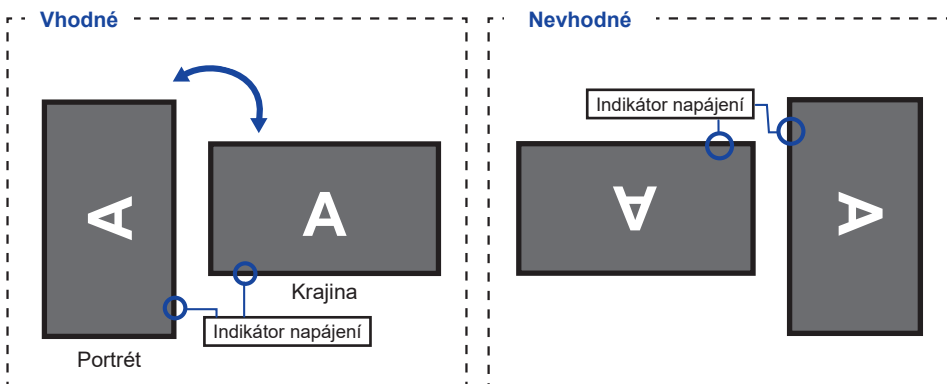 Vhodné
A
A
Krajina
Indikátor napájení
Portrét
Nevhodné
Indikátor napájení
A
A